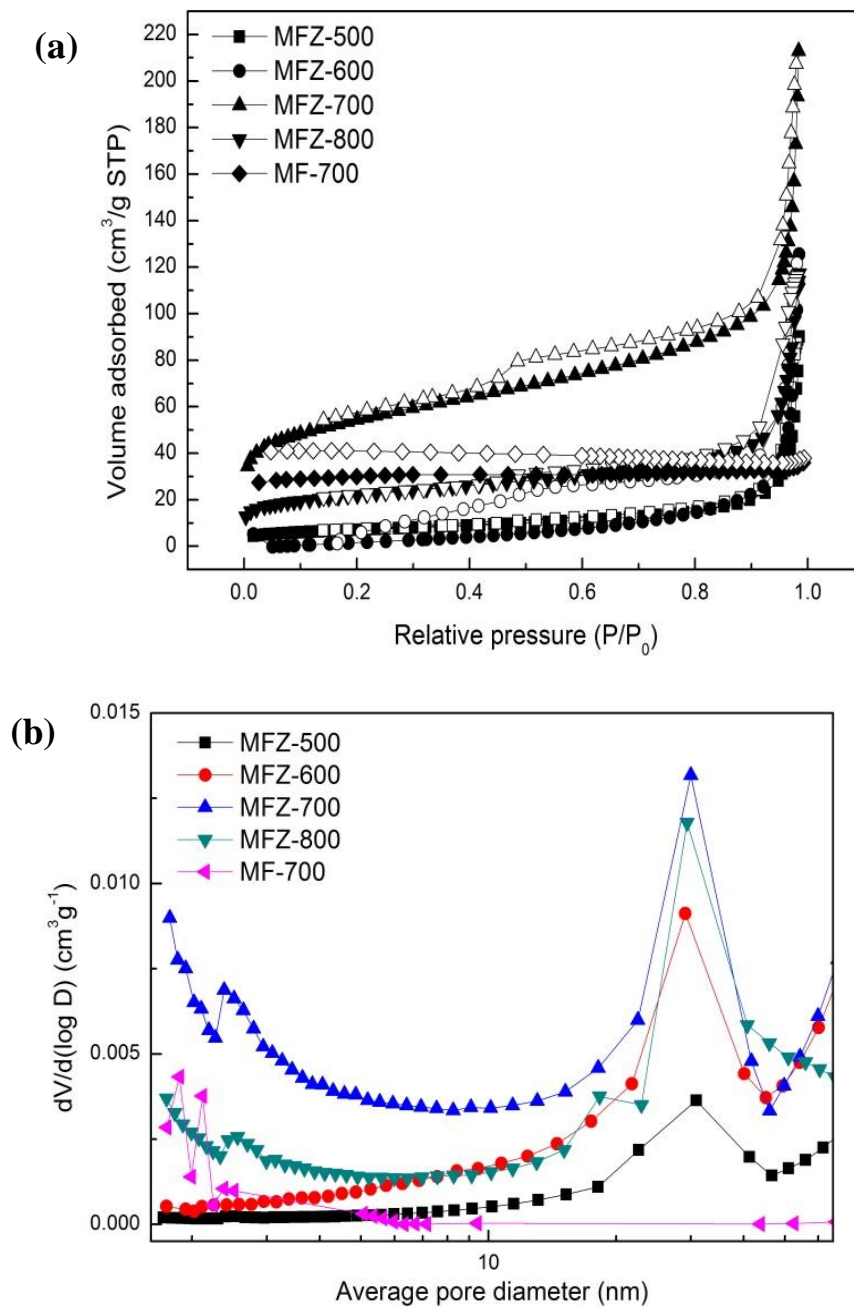 (a)
MFZ-500
MFZ-600
MFZ-700
MFZ-800
MF-700
220
200
180
160
140
120
100
80
60
40
20
0
Volume adsorbed (cm³/g STP)
0.0 0.2 0.4 0.6 0.8 1.0
Relative pressure (P/P₀)
(b)
MFZ-500
MFZ-600
MFZ-700
MFZ-800
MF-700
0.015
0.010
0.005
0.000
dV/d(log D) (cm³g⁻¹)
10
Average pore diameter (nm)